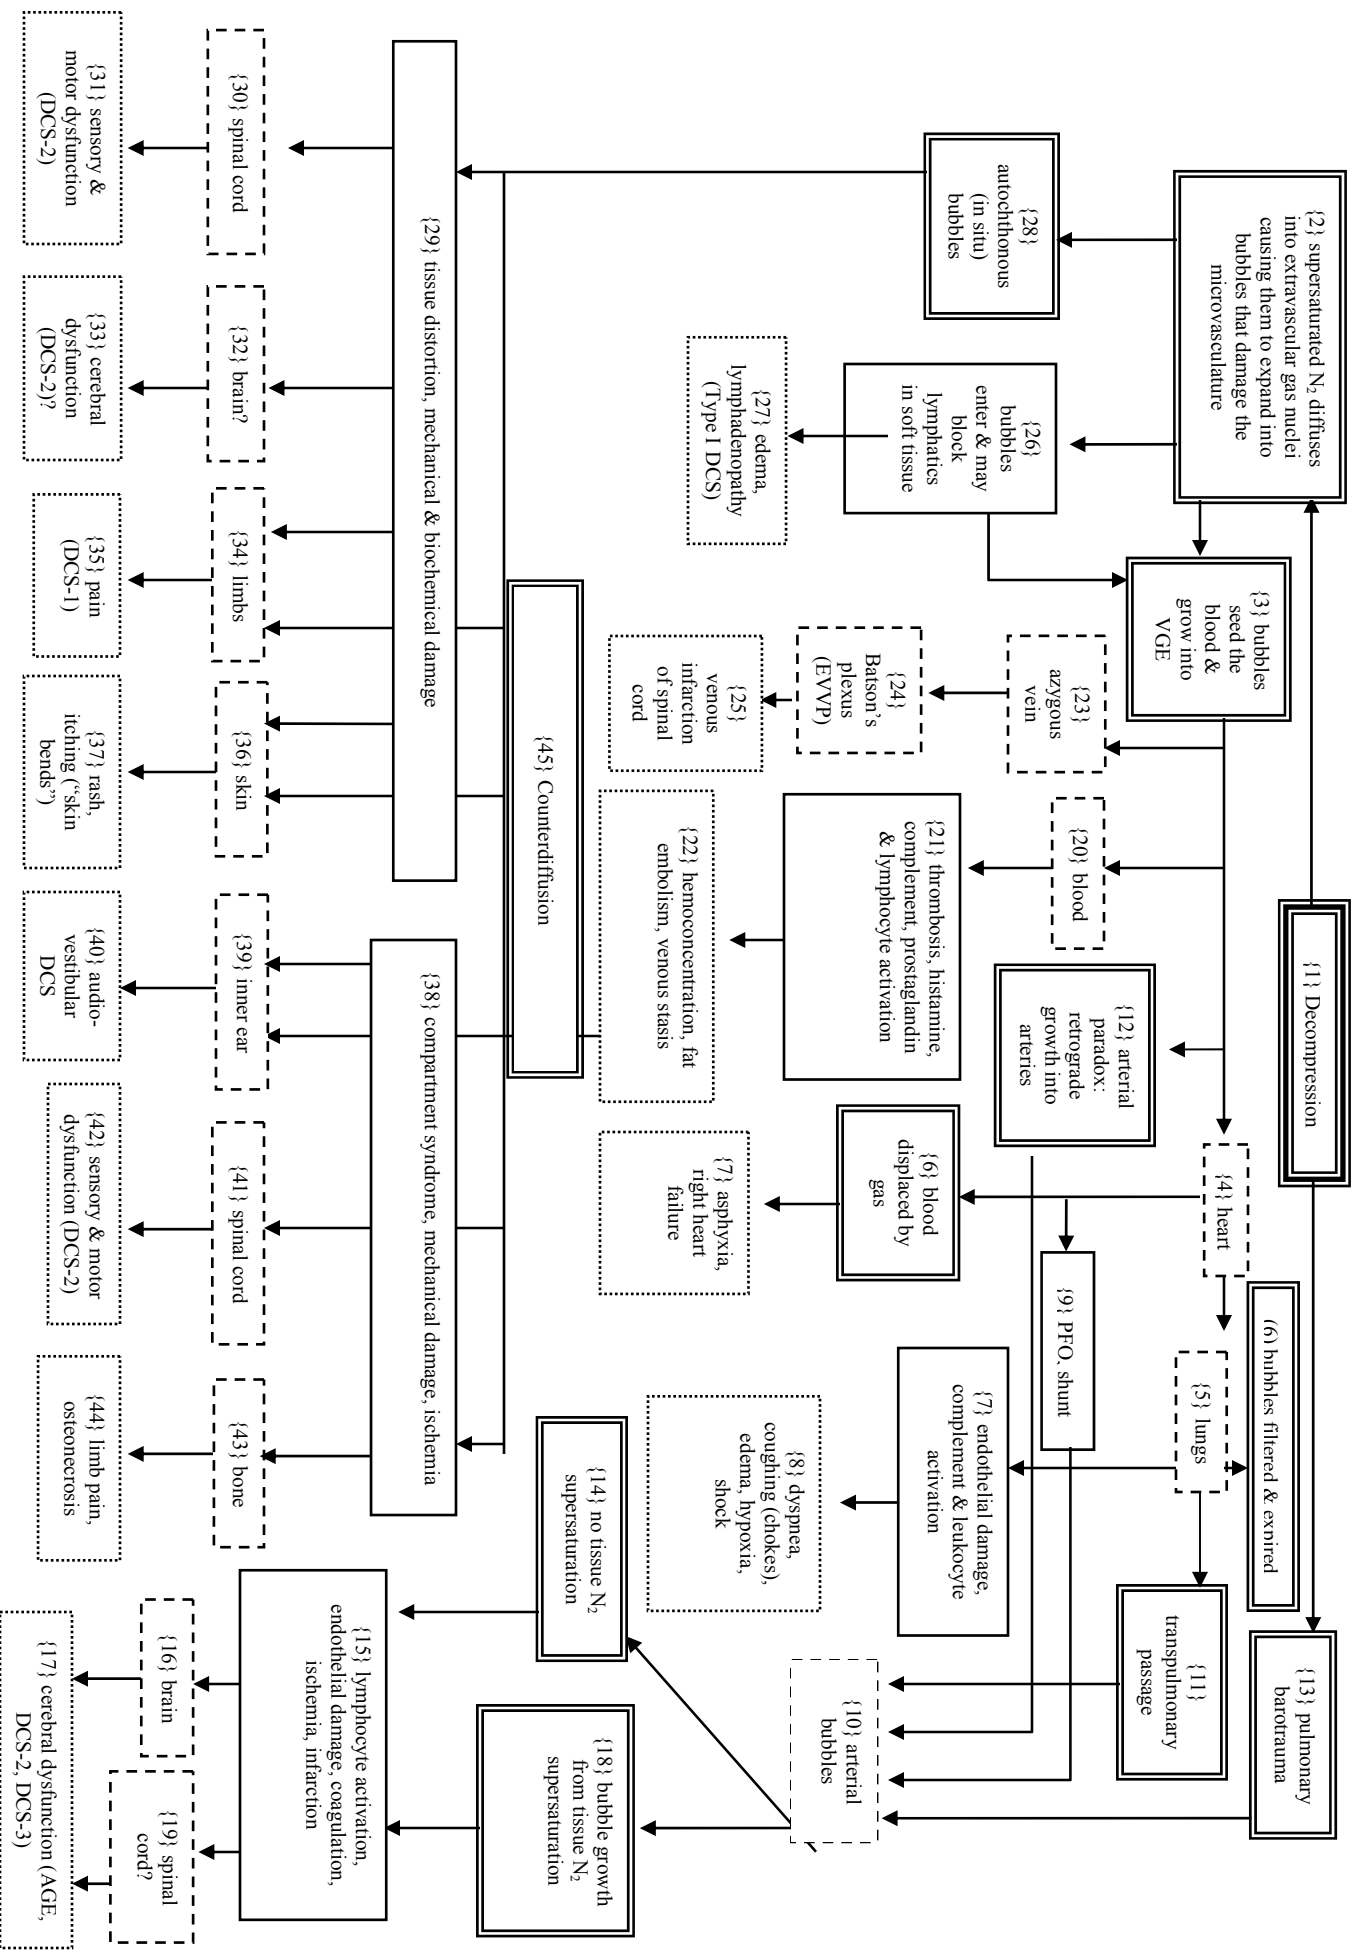 {1} Decompression
{2} supersaturated N2 diffuses
into extravascular gas nuclei
causing them to expand into
bubbles that damage the
microvasculature
{3} bubbles
seed the
blood &
grow into
VGE
{4} heart
{5} lungs
(6) bubbles filtered & expired
{13} pulmonary
barotrauma
{28}
autochthonous
(in situ)
bubbles
{26}
bubbles
enter & may
block
lymphatics
in soft tissue
{23}
azygous
vein
{20} blood
{12} arterial
paradox:
retrograde
growth into
arteries
{6} blood
displaced by
gas
{9} PFO, shunt
{7} endothelial damage,
complement & leukocyte
activation
{11}
transpulmonary
passage
{27} edema,
lymphadenopathy
(Type I DCS)
{24}
Batson's
plexus
(EVVP)
{25}
venous
infarction
of spinal
cord
{21} thrombosis, histamine,
complement, prostaglandin
& lymphocyte activation
{22} hemoconcentration, fat
embolism, venous stasis
{7} asphyxia,
right heart
failure
{8} dyspnea,
coughing (chokes),
edema, hypoxia,
shock
{10} arterial
bubbles
{45} Counterdiffusion
{14} no tissue N2
supersaturation
{18} bubble growth
from tissue N2
supersaturation
{29} tissue distortion, mechanical & biochemical damage
{38} compartment syndrome, mechanical damage, ischemia
{15} lymphocyte activation,
endothelial damage, coagulation,
ischemia, infarction
{30} spinal cord
{32} brain?
{34} limbs
{36} skin
{39} inner ear
{41} spinal cord
{43} bone
{16} brain
{19} spinal
cord?
{31} sensory &
motor dysfunction
(DCS-2)
{33} cerebral
dysfunction
(DCS-2)?
{35} pain
(DCS-1)
{37} rash,
itching (“skin
bends”)
{40} audio-
vestibular
DCS
{42} sensory & motor
dysfunction (DCS-2)
{44} limb pain,
osteonecrosis
{17} cerebral dysfunction (AGE,
DCS-2, DCS-3)